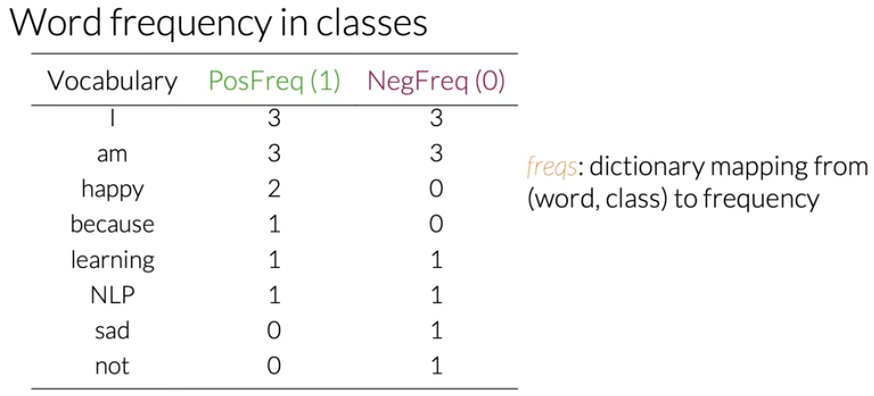 Word frequency in classes
Vocabulary PosFreq (1) NegFreq (0)
I 3 3
am 3 3
happy 2 0
because 1 0
learning 1 1
NLP 1 1
sad 0 1
not 0 1
freqs: dictionary mapping from
(word, class) to frequency